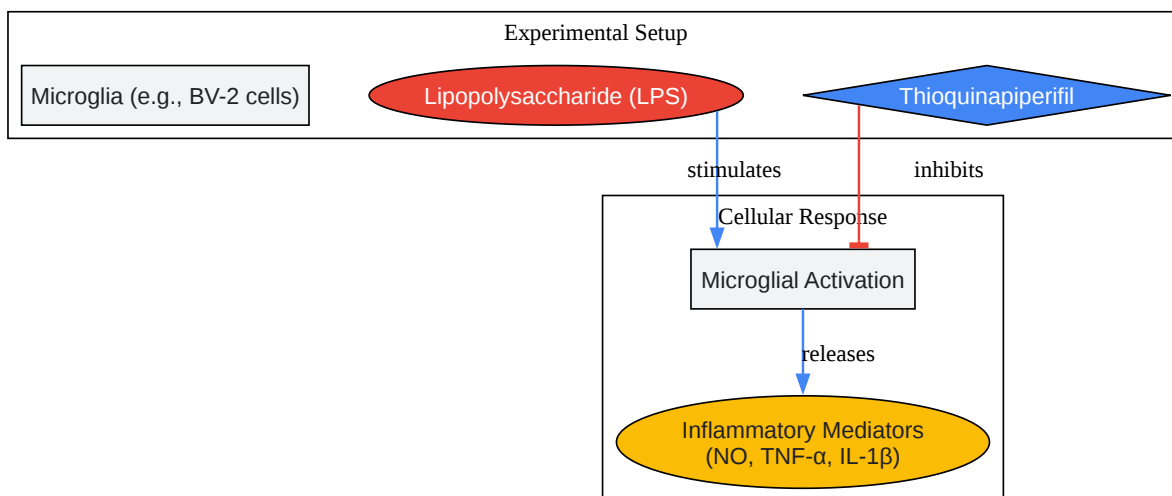 Experimental Setup
Microglia (e.g., BV-2 cells)
Lipopolysaccharide (LPS)
Thioquinapiperifil
stimulates
inhibits
Cellular Response
Microglial Activation
releases
Inflammatory Mediators
(NO, TNF-α, IL-1β)